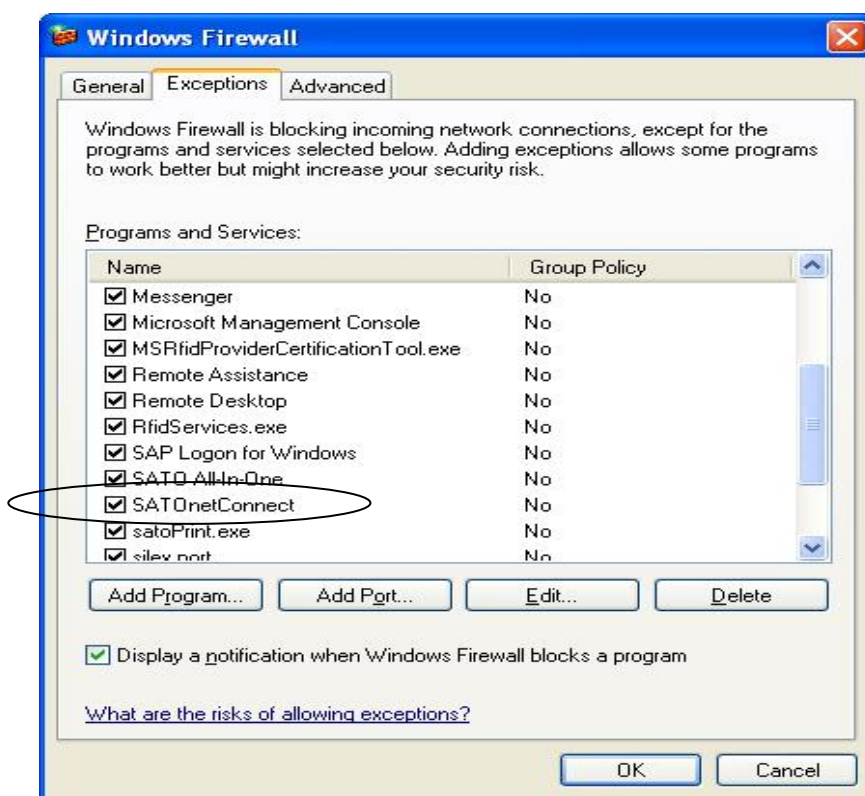 Windows Firewall
General Exceptions Advanced
Windows Firewall is blocking incoming network connections, except for the
programs and services selected below. Adding exceptions allows some programs
to work better but might increase your security risk.
Programs and Services:
Name Group Policy
Messenger No
Microsoft Management Console No
MSRfidProviderCertificationTool.exe No
Remote Assistance No
Remote Desktop No
RfidServices.exe No
SAP Logon for Windows No
SATO All-In-One No
SATOnetConnect No
satoPrint.exe No
silex port No
Add Program... Add Port... Edit... Delete
Display a notification when Windows Firewall blocks a program
What are the risks of allowing exceptions?
OK Cancel